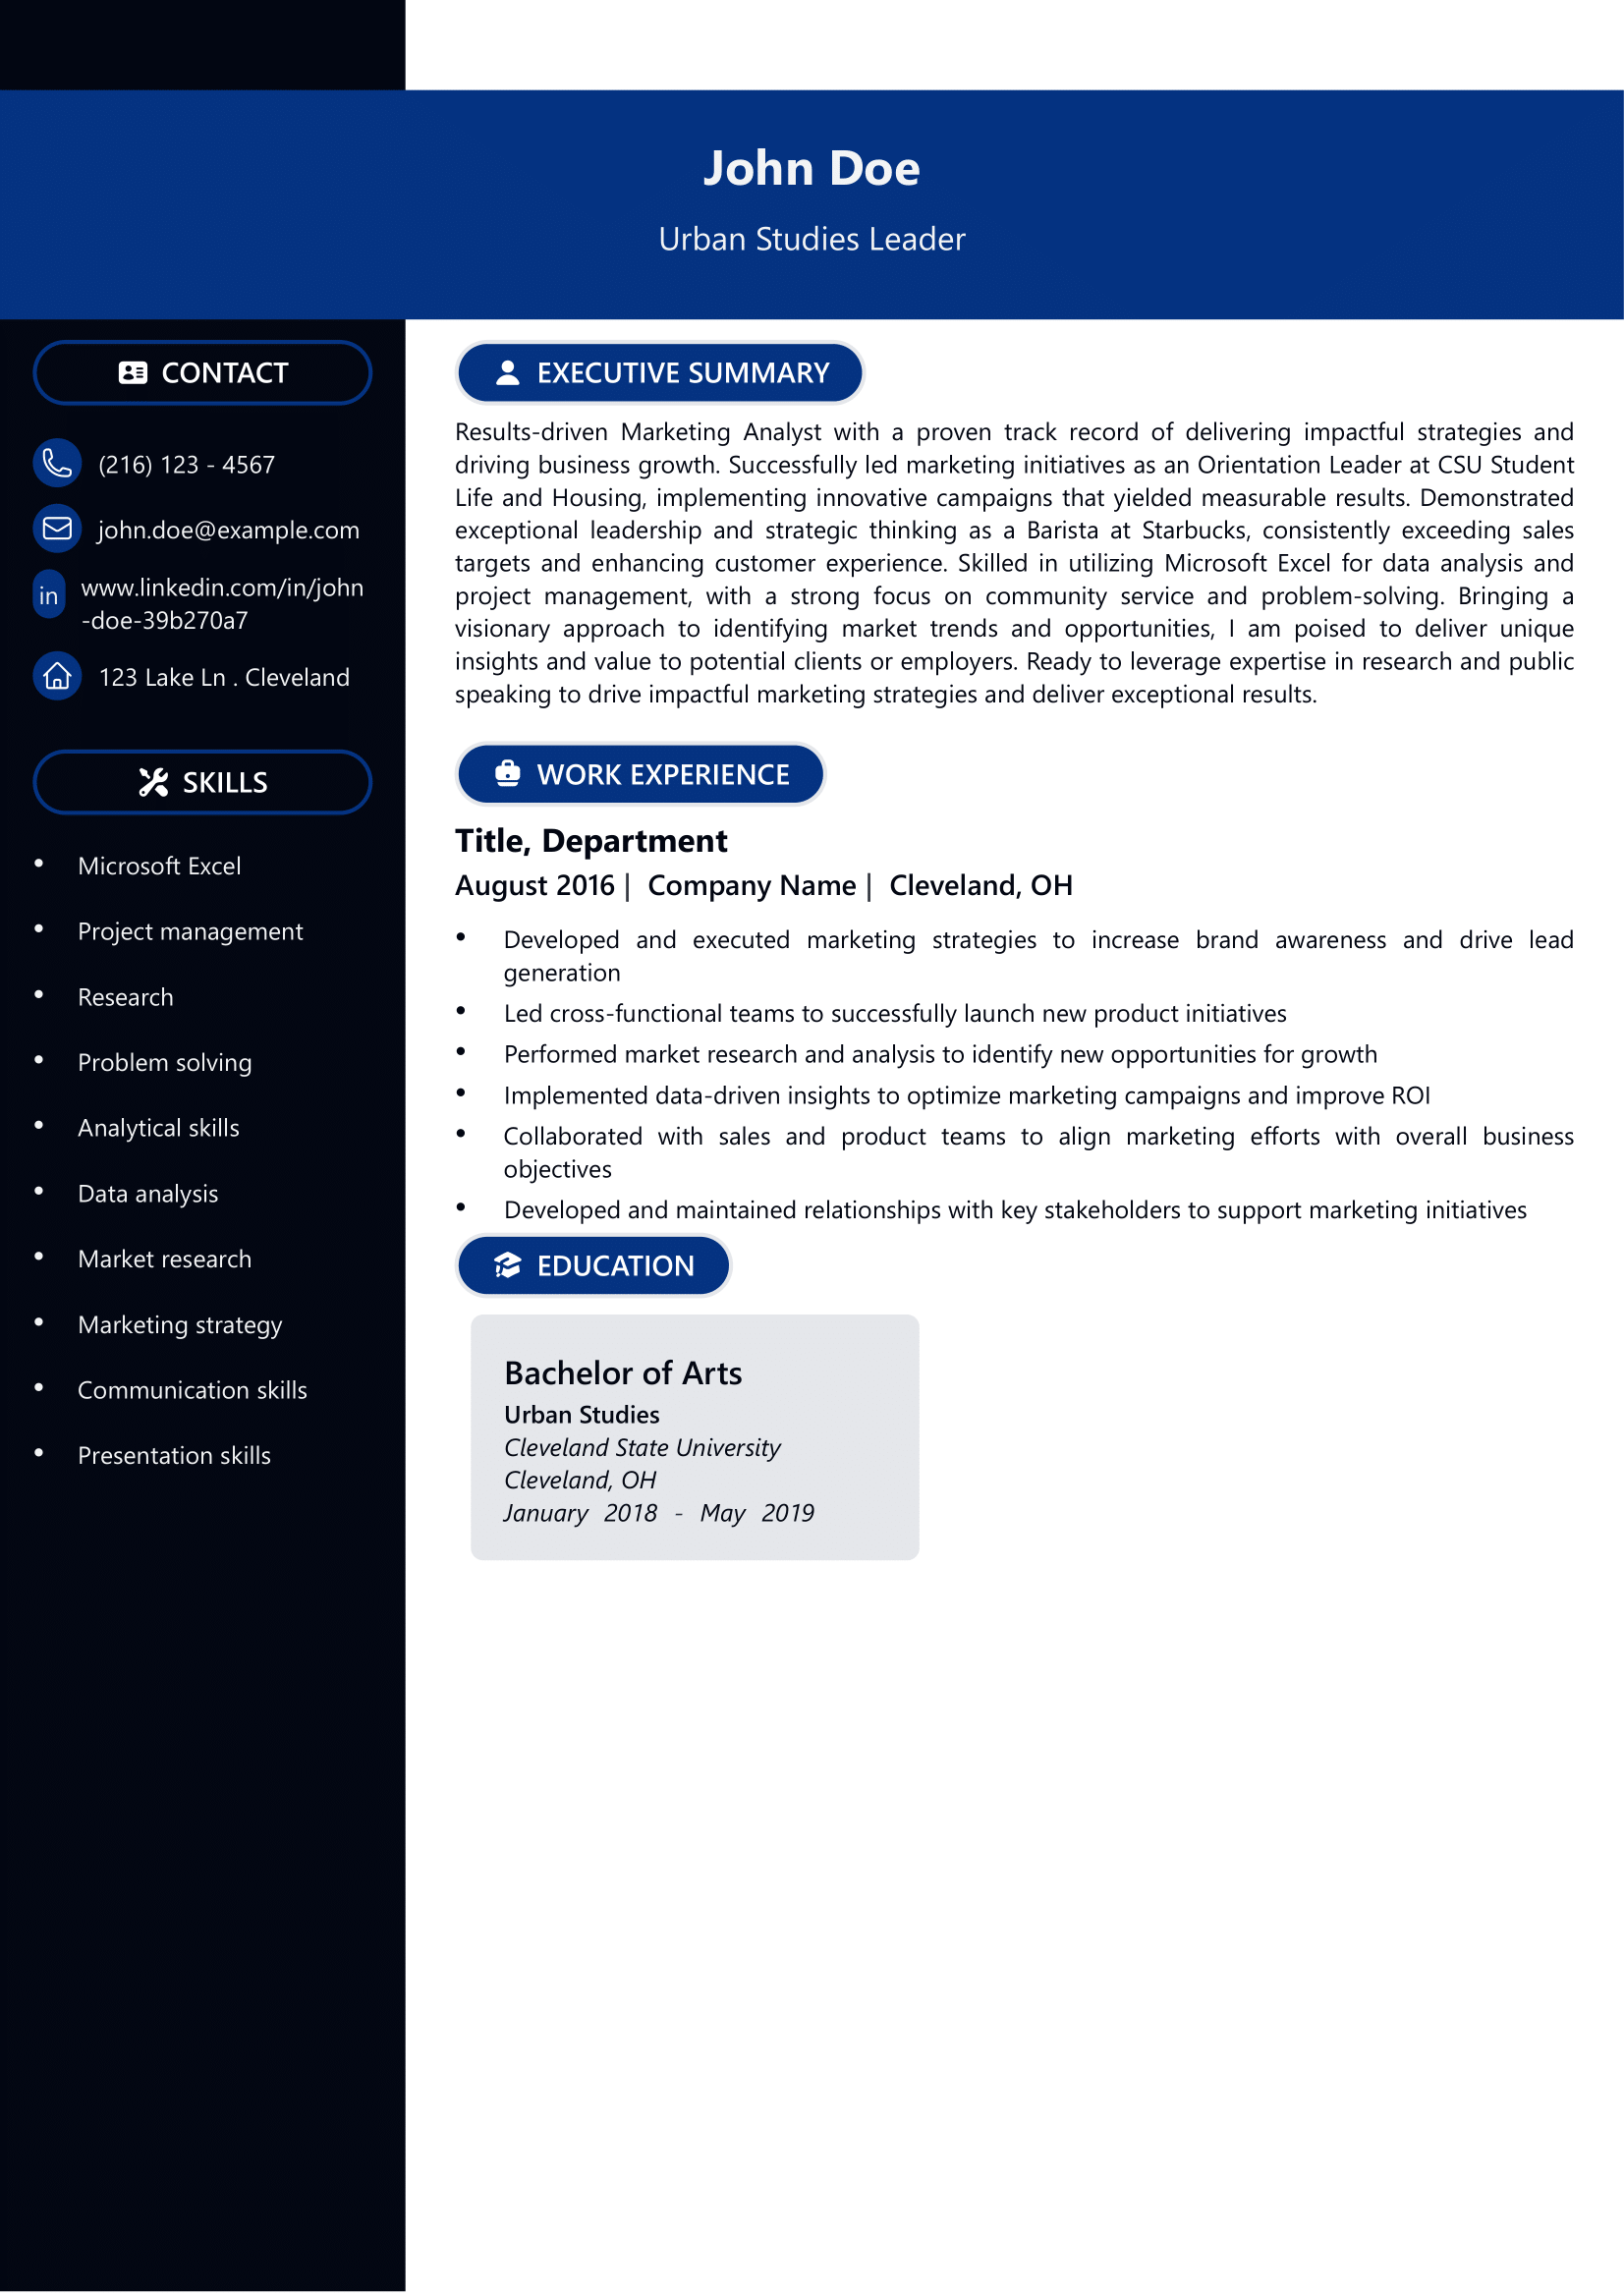 John Doe
Urban Studies Leader
CONTACT
(216) 123 - 4567
john.doe@example.com
in
www.linkedin.com/in/john
-doe-39b270a7
123 Lake Ln . Cleveland
SKILLS
• Microsoft Excel
• Project management
• Research
• Problem solving
• Analytical skills
• Data analysis
• Market research
• Marketing strategy
• Communication skills
• Presentation skills
EXECUTIVE SUMMARY
Results-driven Marketing Analyst with a proven track record of delivering impactful strategies and
driving business growth. Successfully led marketing initiatives as an Orientation Leader at CSU Student
Life and Housing, implementing innovative campaigns that yielded measurable results. Demonstrated
exceptional leadership and strategic thinking as a Barista at Starbucks, consistently exceeding sales
targets and enhancing customer experience. Skilled in utilizing Microsoft Excel for data analysis and
project management, with a strong focus on community service and problem-solving. Bringing a
visionary approach to identifying market trends and opportunities, I am poised to deliver unique
insights and value to potential clients or employers. Ready to leverage expertise in research and public
speaking to drive impactful marketing strategies and deliver exceptional results.
WORK EXPERIENCE
Title, Department
August 2016 | Company Name | Cleveland, OH
• Developed and executed marketing strategies to increase brand awareness and drive lead
generation
• Led cross-functional teams to successfully launch new product initiatives
• Performed market research and analysis to identify new opportunities for growth
• Implemented data-driven insights to optimize marketing campaigns and improve ROI
• Collaborated with sales and product teams to align marketing efforts with overall business
objectives
• Developed and maintained relationships with key stakeholders to support marketing initiatives
EDUCATION
Bachelor of Arts
Urban Studies
Cleveland State University
Cleveland, OH
January 2018 - May 2019